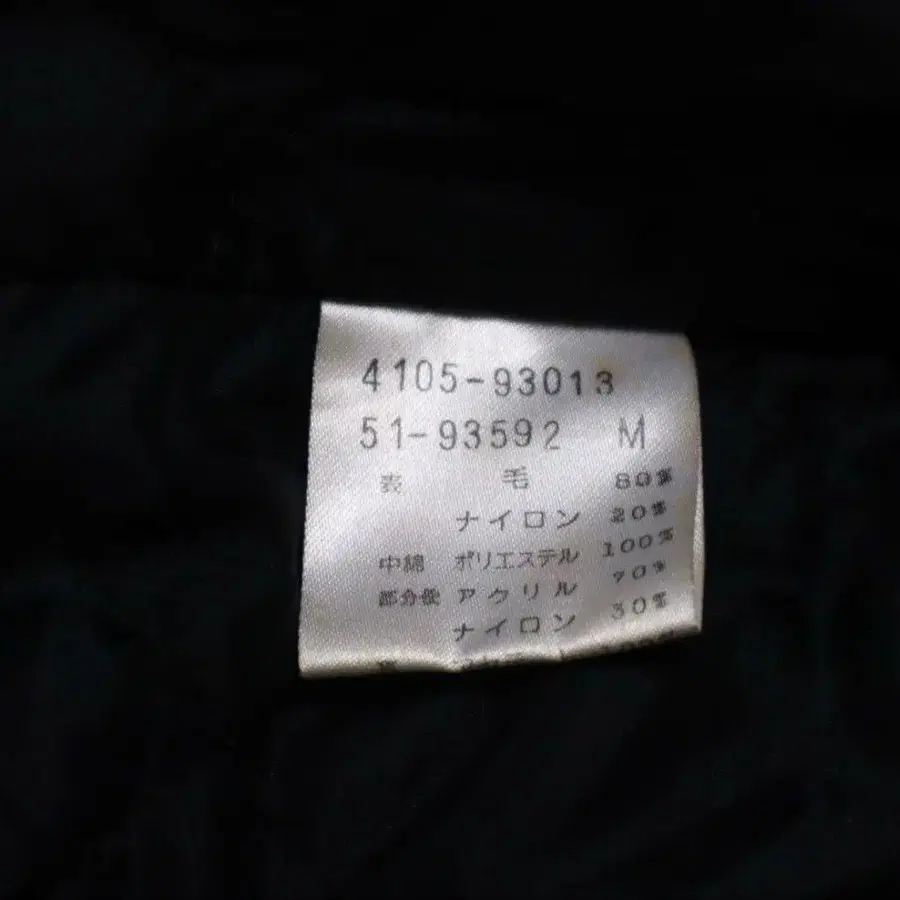 4105-93013
51-93592 M
表 毛 80%
ナイロン 20%
中綿 ポリエステル 100%
部分使 アクリル 70%
ナイロン 30%